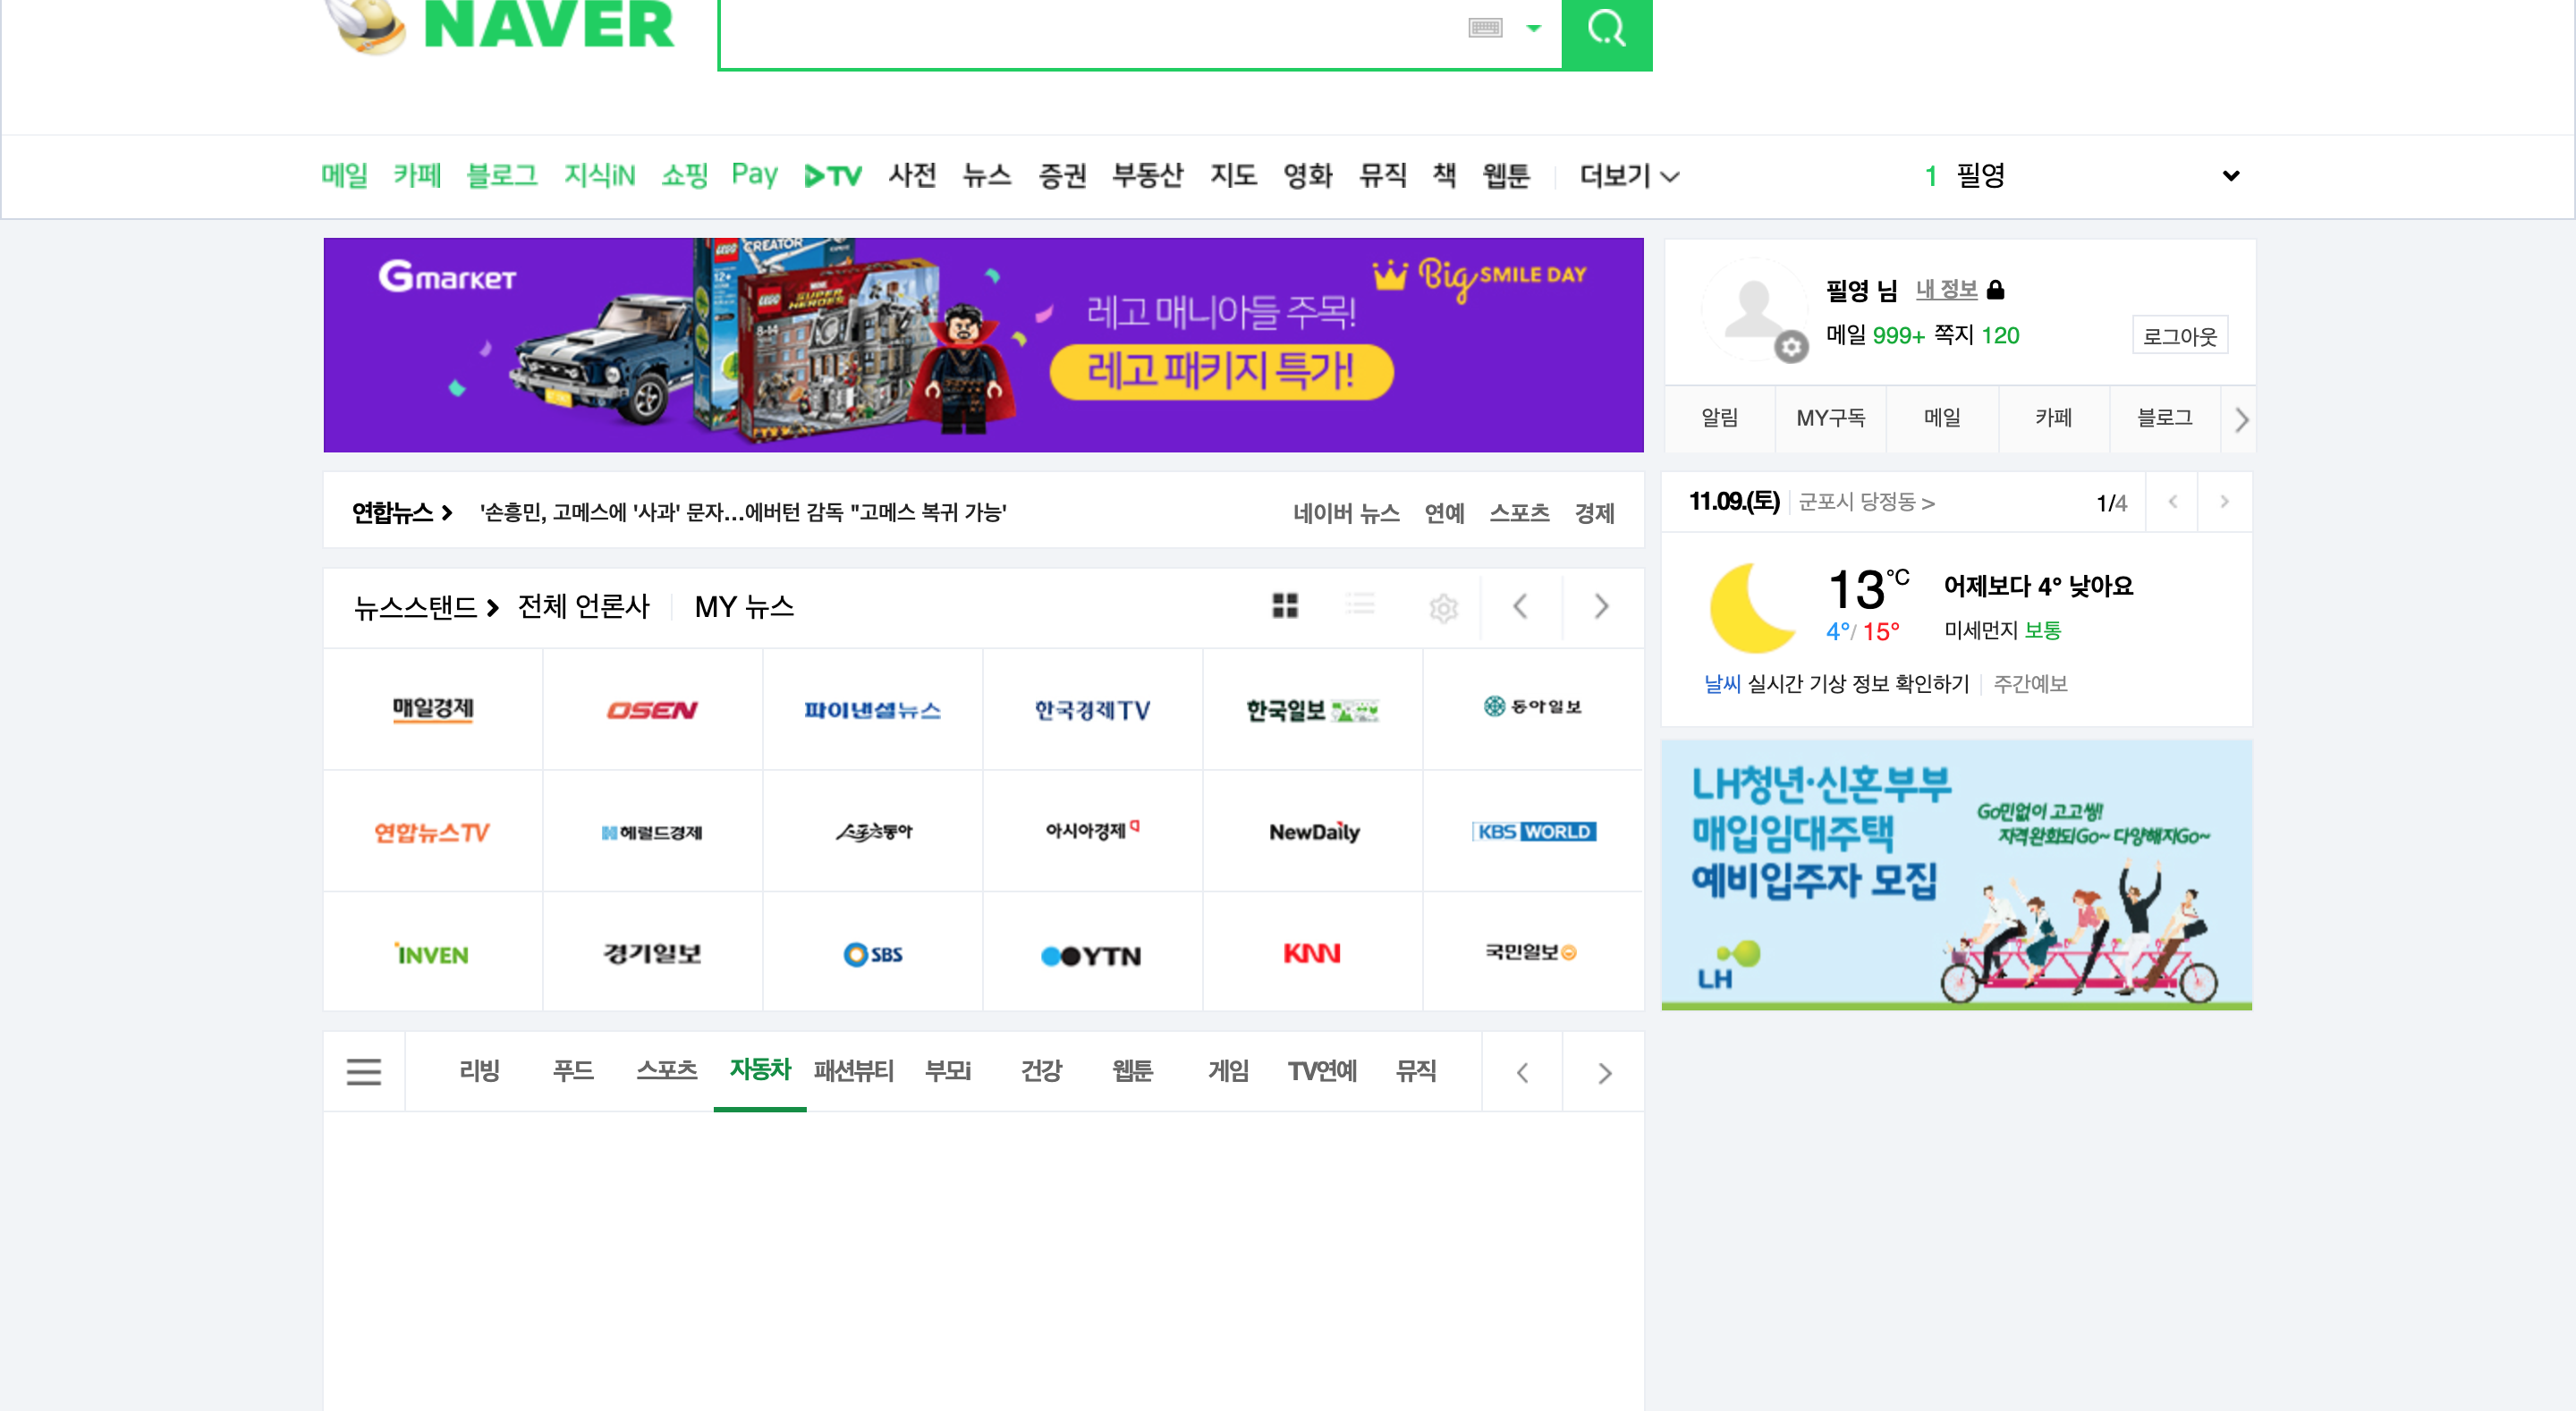 NAVER
메일 카페 블로그 지식iN 쇼핑 Pay TV 사전 뉴스 증권 부동산 지도 영화 뮤직 책 웹툰 더보기
1 필영
Gmarket
LEGO CREATOR
12+
LEGO MARVEL SUPER HEROES
8-14
Big SMILE DAY
레고 매니아들 주목!
레고 패키지 특가!
필영 님 내 정보
메일 999+ 쪽지 120
로그아웃
알림 MY구독 메일 카페 블로그
연합뉴스 '손흥민, 고메스에 '사과' 문자...에버턴 감독 "고메스 복귀 가능'
네이버 뉴스 연예 스포츠 경제
11.09.(토) 군포시 당정동 > 1/4
뉴스스탠드 전체 언론사 MY 뉴스
13°C 어제보다 4° 낮아요
4°/ 15° 미세먼지 보통
날씨 실시간 기상 정보 확인하기 주간예보
매일경제 OSEN 파이낸셜뉴스 한국경제TV 한국일보 동아일보
연합뉴스TV 헤럴드경제 스포츠동아 아시아경제 NewDaily KBS WORLD
INVEN 경기일보 SBS YTN KNN 국민일보
LH청년·신혼부부
매입임대주택
예비입주자 모집
Go민없이 고고씽!
자격완화되Go~ 다양해지Go~
LH
리빙 푸드 스포츠 자동차 패션뷰티 부모i 건강 웹툰 게임 TV연예 뮤직